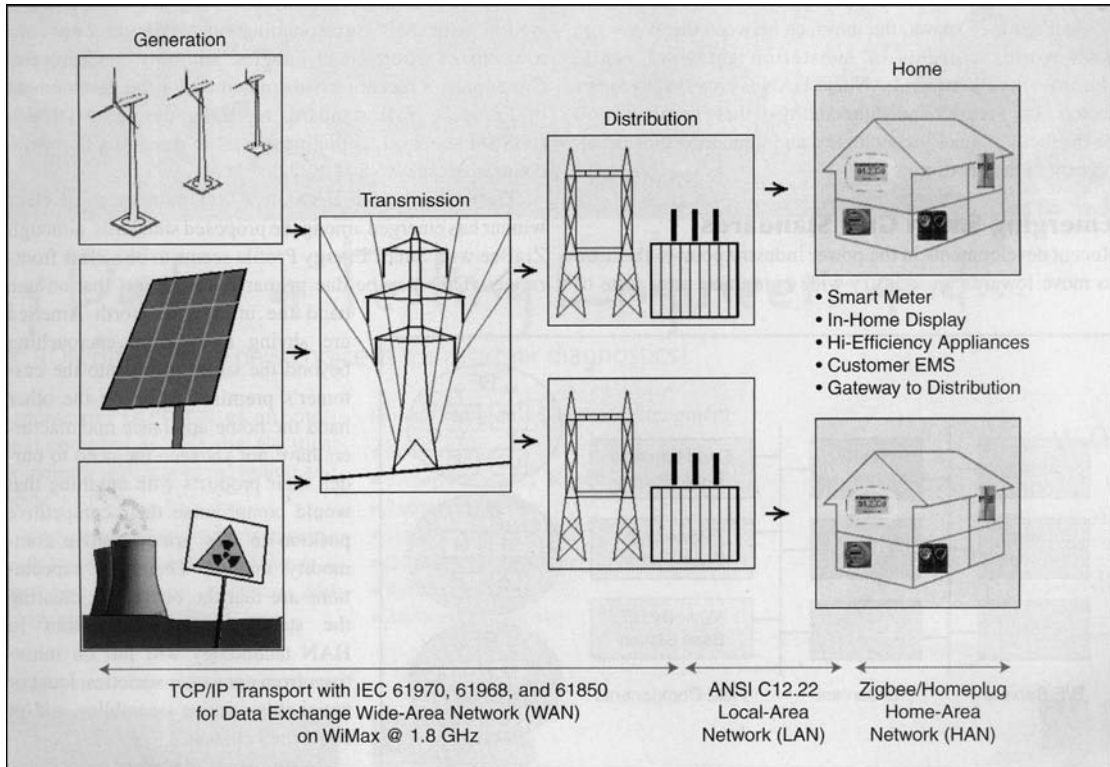 Generation
Transmission
Distribution
Home
• Smart Meter
• In-Home Display
• Hi-Efficiency Appliances
• Customer EMS
• Gateway to Distribution
TCP/IP Transport with IEC 61970, 61968, and 61850
for Data Exchange Wide-Area Network (WAN)
on WiMax @ 1.8 GHz
ANSI C12.22
Local-Area
Network (LAN)
Zigbee/Homeplug
Home-Area
Network (HAN)